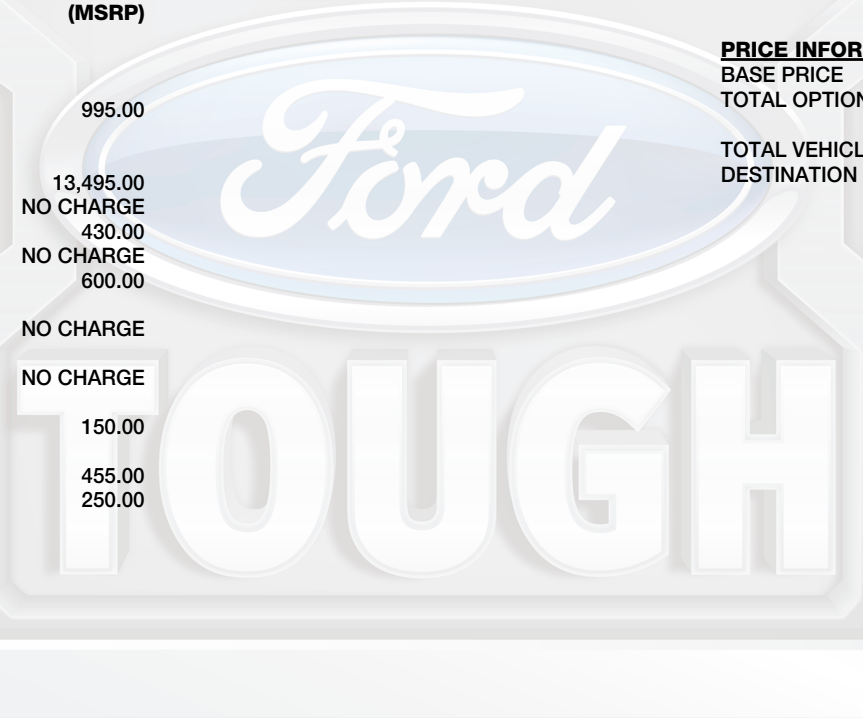 (MSRP)
995.00
13,495.00
NO CHARGE
430.00
NO CHARGE
600.00
NO CHARGE
NO CHARGE
150.00
455.00
250.00
PRICE INFOR
BASE PRICE
TOTAL OPTION
TOTAL VEHICL
DESTINATION
Ford
TOUGH